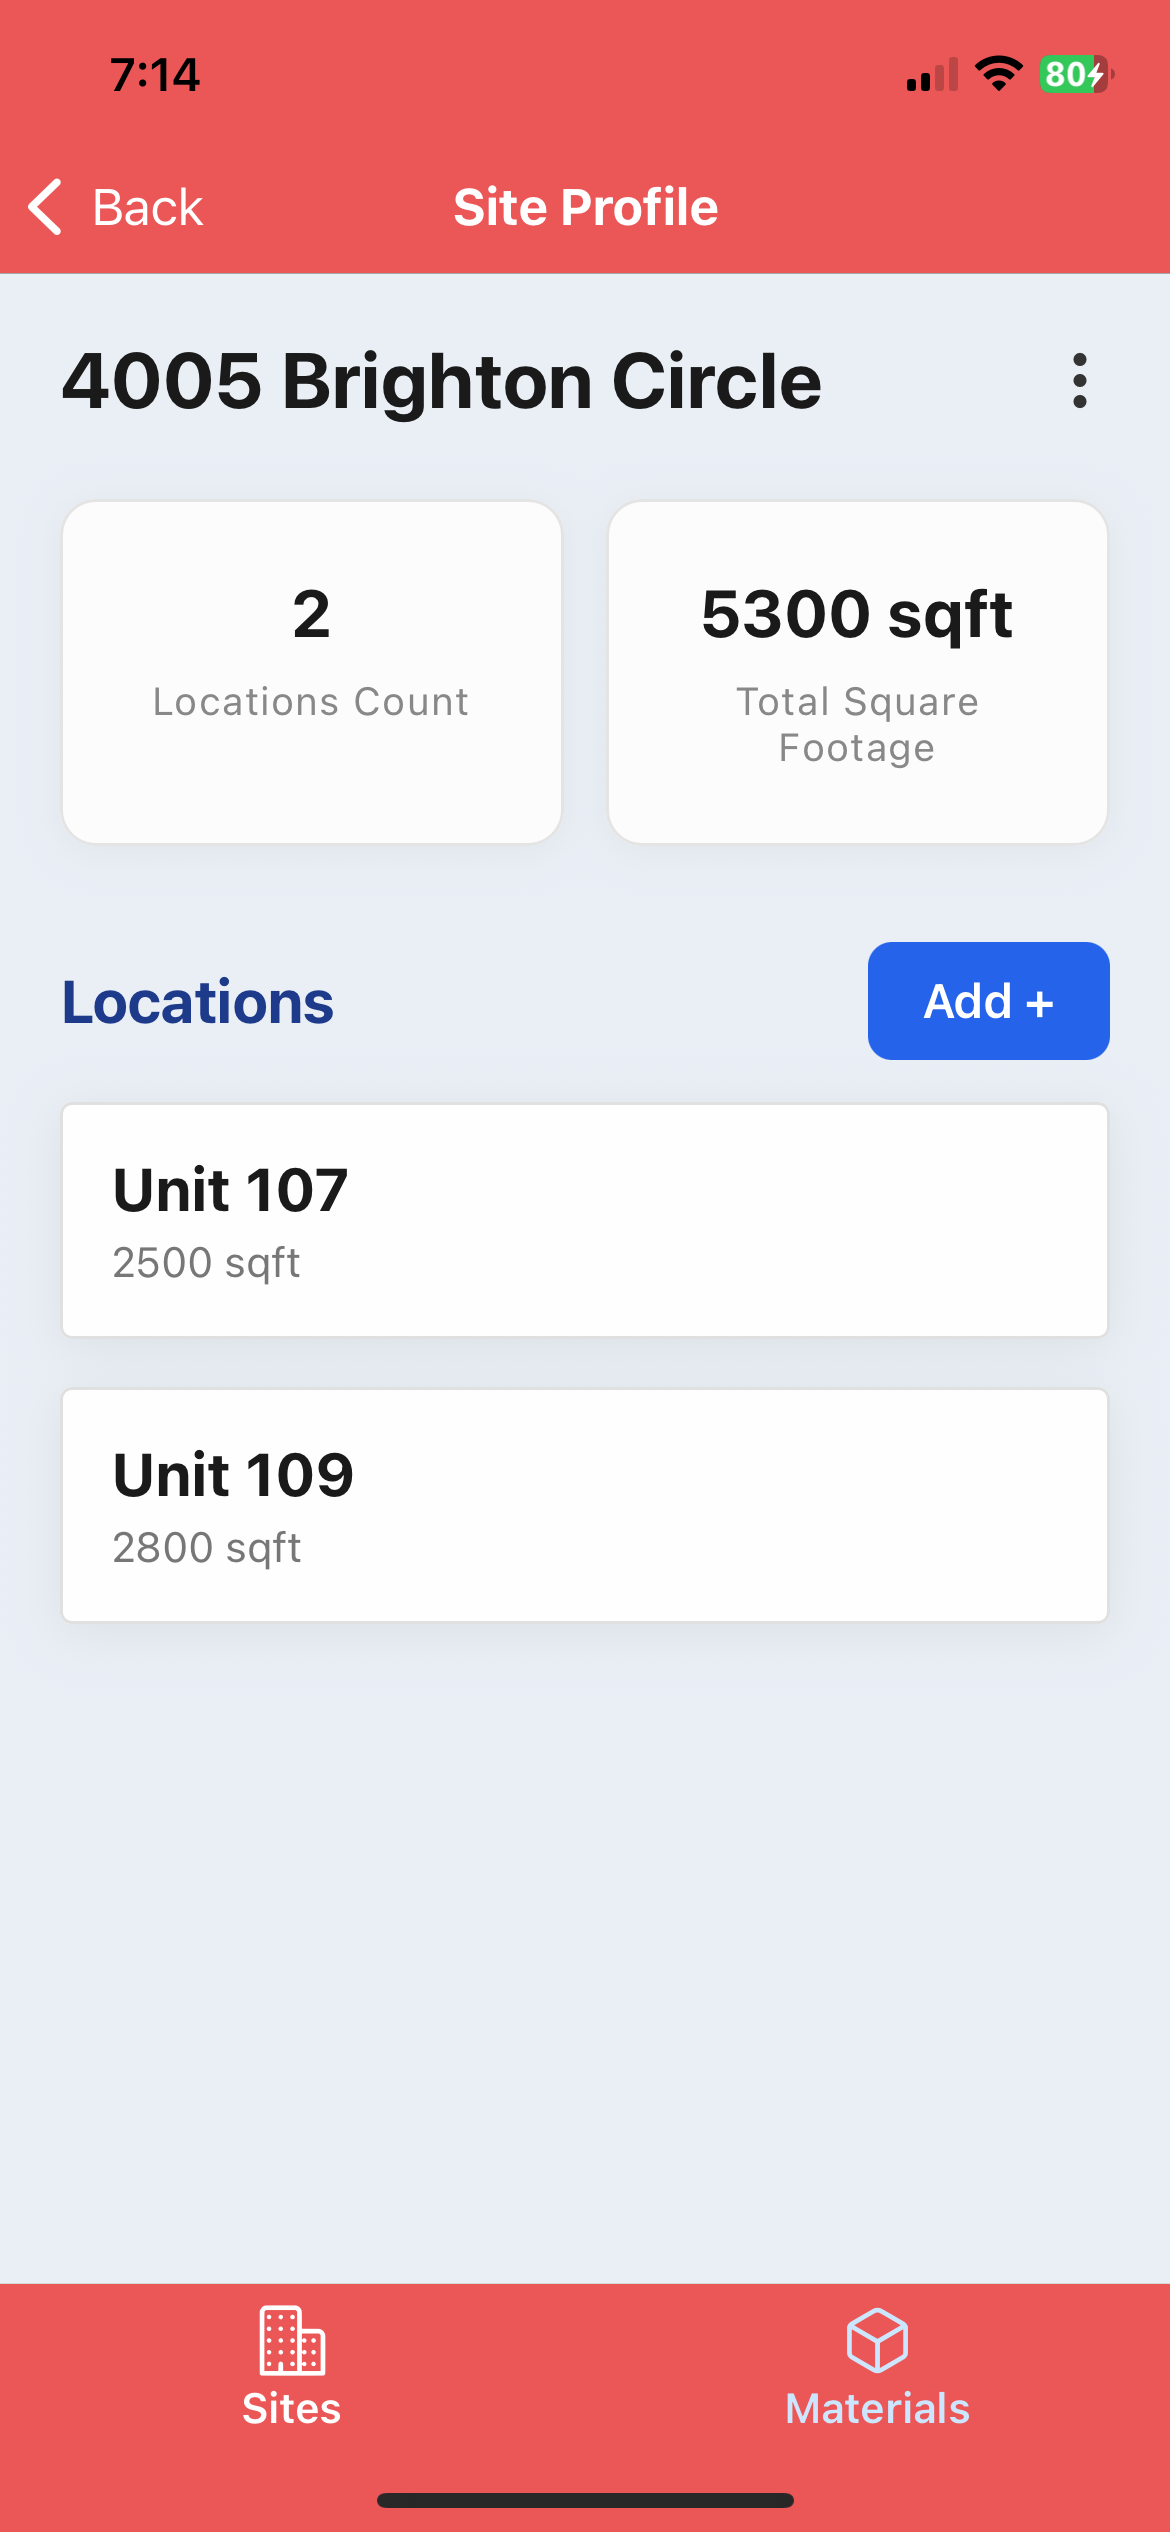 7:14
80
Back
Site Profile
4005 Brighton Circle
2
Locations Count
5300 sqft
Total Square
Footage
Locations
Add +
Unit 107
2500 sqft
Unit 109
2800 sqft
Sites
Materials